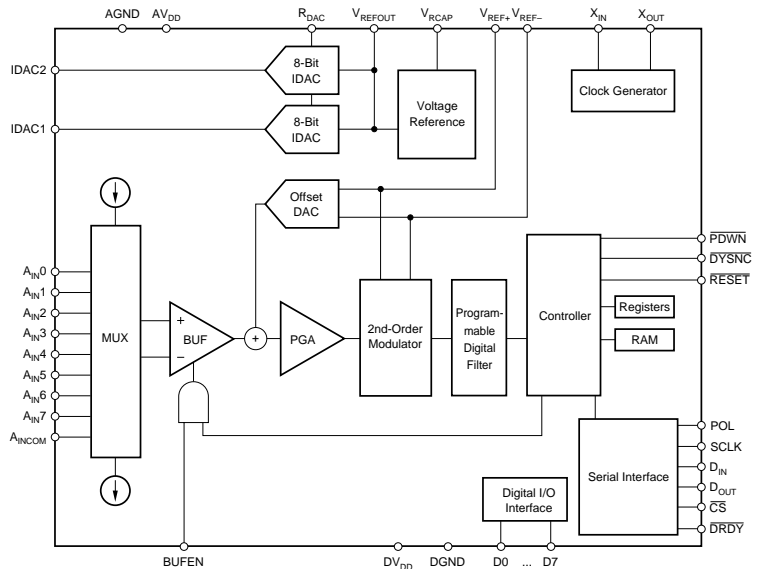 AGND AVDD RDAC VREFOUT VRCAP VREF+ VREF– XIN XOUT
IDAC2
8-Bit
IDAC
IDAC1
8-Bit
IDAC
Voltage
Reference
Clock Generator
Offset
DAC
AIN0
AIN1
AIN2
AIN3
AIN4
AIN5
AIN6
AIN7
AINCOM
MUX
+
BUF
–
+
PGA
2nd-Order
Modulator
Program-
mable
Digital
Filter
Controller
Registers
RAM
PDWN
DYSNC
RESET
Serial Interface
POL
SCLK
DIN
DOUT
CS
DRDY
Digital I/O
Interface
BUFEN DVDD DGND D0 ... D7